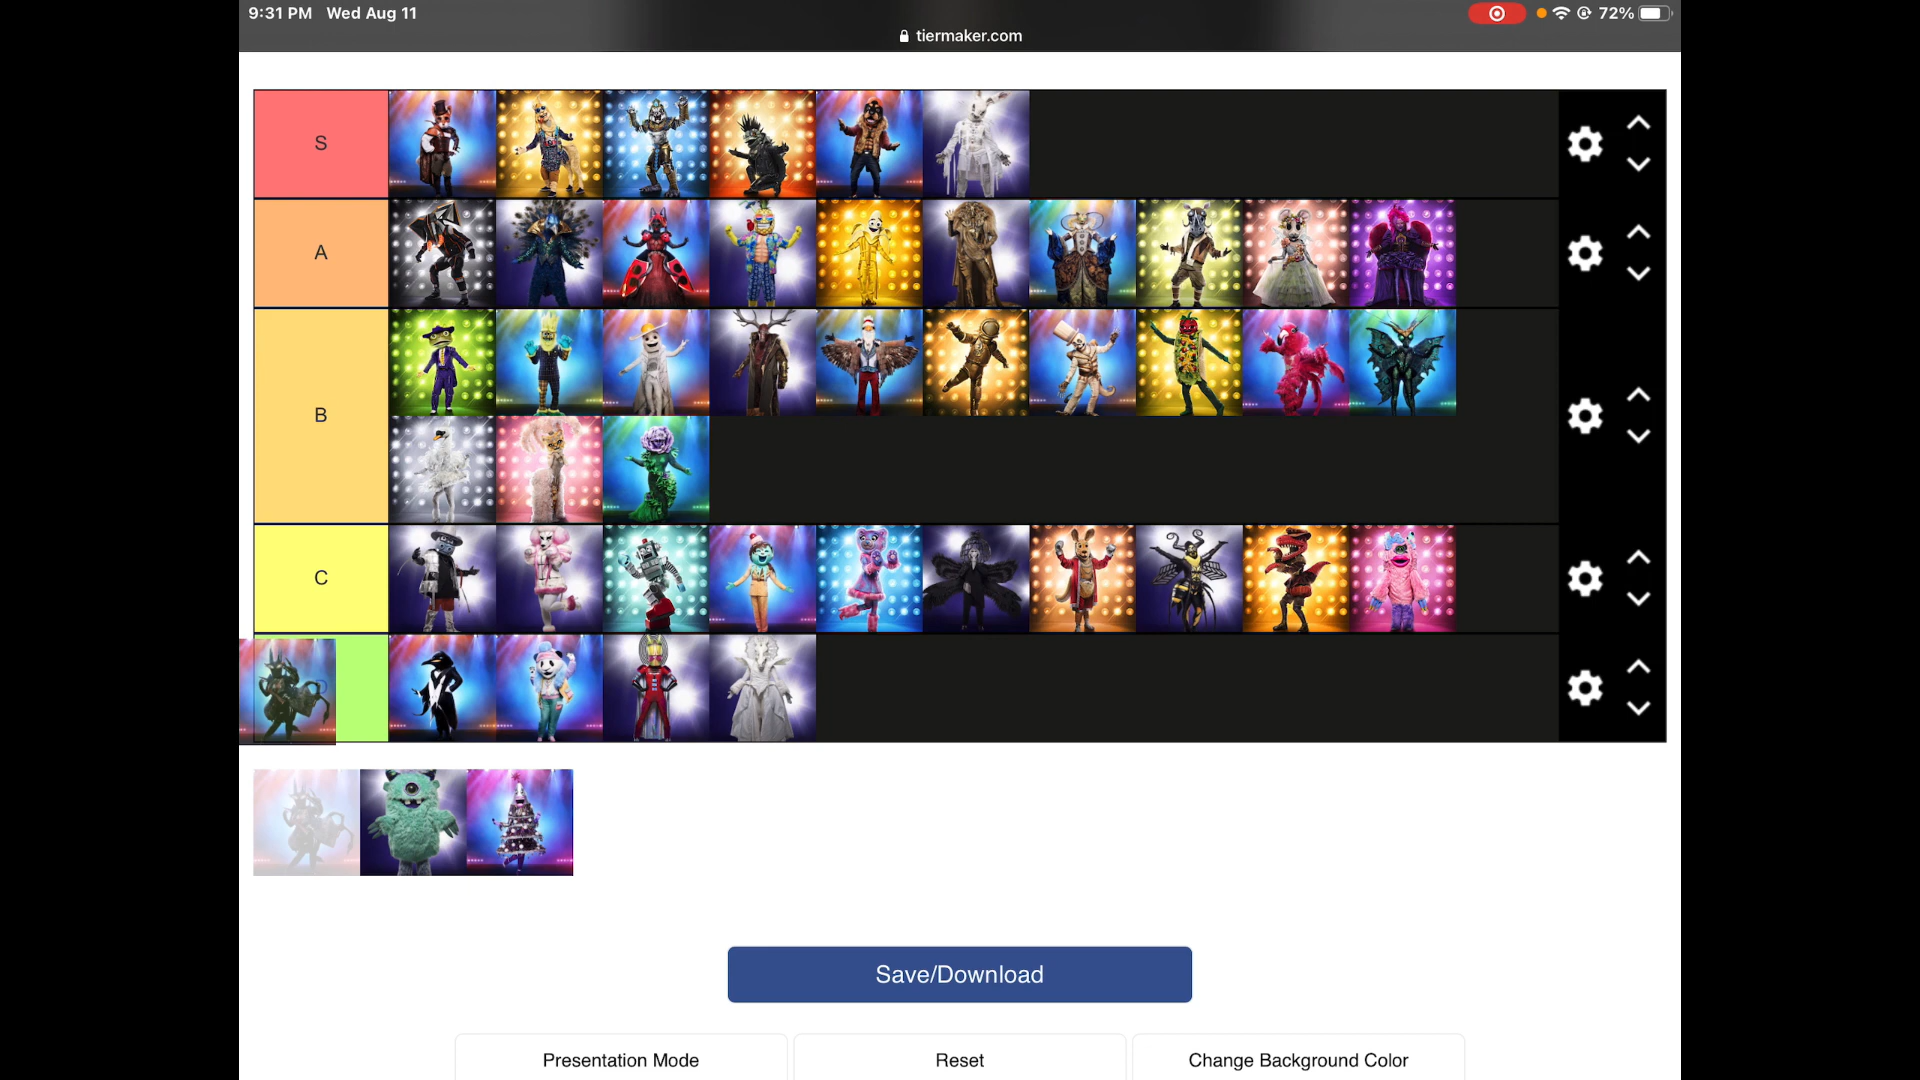 9:31 PM Wed Aug 11
72%
tiermaker.com
S
A
B
C
Save/Download
Presentation Mode
Reset
Change Background Color